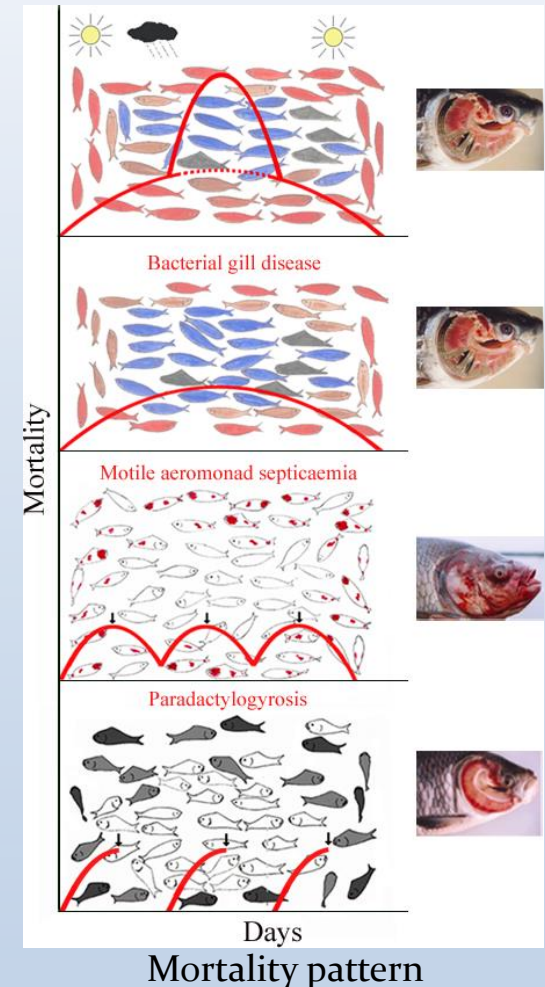 Bacterial gill disease
Mortality
Motile aeromonad septicaemia
Paradactylogyrosis
Days
Mortality pattern